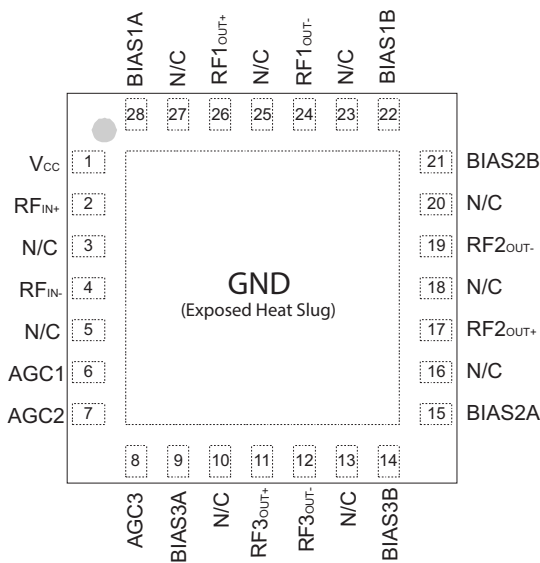 BIAS1A
N/C
RF1OUT+
N/C
RF1OUT-
N/C
BIAS1B
28 27 26 25 24 23 22
VCC 1
RFIN+ 2
N/C 3
RFIN- 4
N/C 5
AGC1 6
AGC2 7
GND
(Exposed Heat Slug)
21 BIAS2B
20 N/C
19 RF2OUT-
18 N/C
17 RF2OUT+
16 N/C
15 BIAS2A
8 9 10 11 12 13 14
AGC3
BIAS3A
N/C
RF3OUT+
RF3OUT-
N/C
BIAS3B